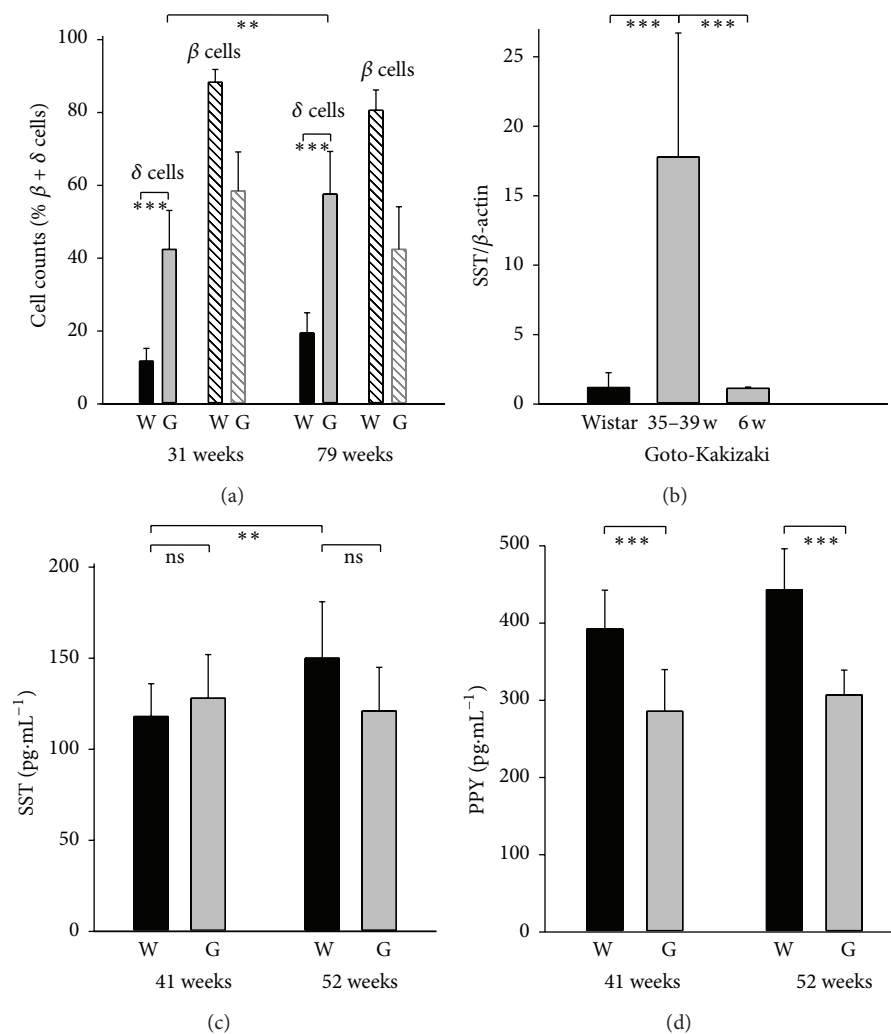 **
100
80
60
40
20
0
Cell counts (% β + δ cells)
β cells
β cells
δ cells
δ cells
***
***
W G W G W G W G
31 weeks 79 weeks
(a)
*** ***
25
20
15
10
5
0
SST/β-actin
Wistar 35–39 w 6 w
Goto-Kakizaki
(b)
**
ns ns
200
150
100
50
0
SST (pg·mL−1)
W G W G
41 weeks 52 weeks
(c)
*** ***
500
400
300
200
100
0
PPY (pg·mL−1)
W G W G
41 weeks 52 weeks
(d)